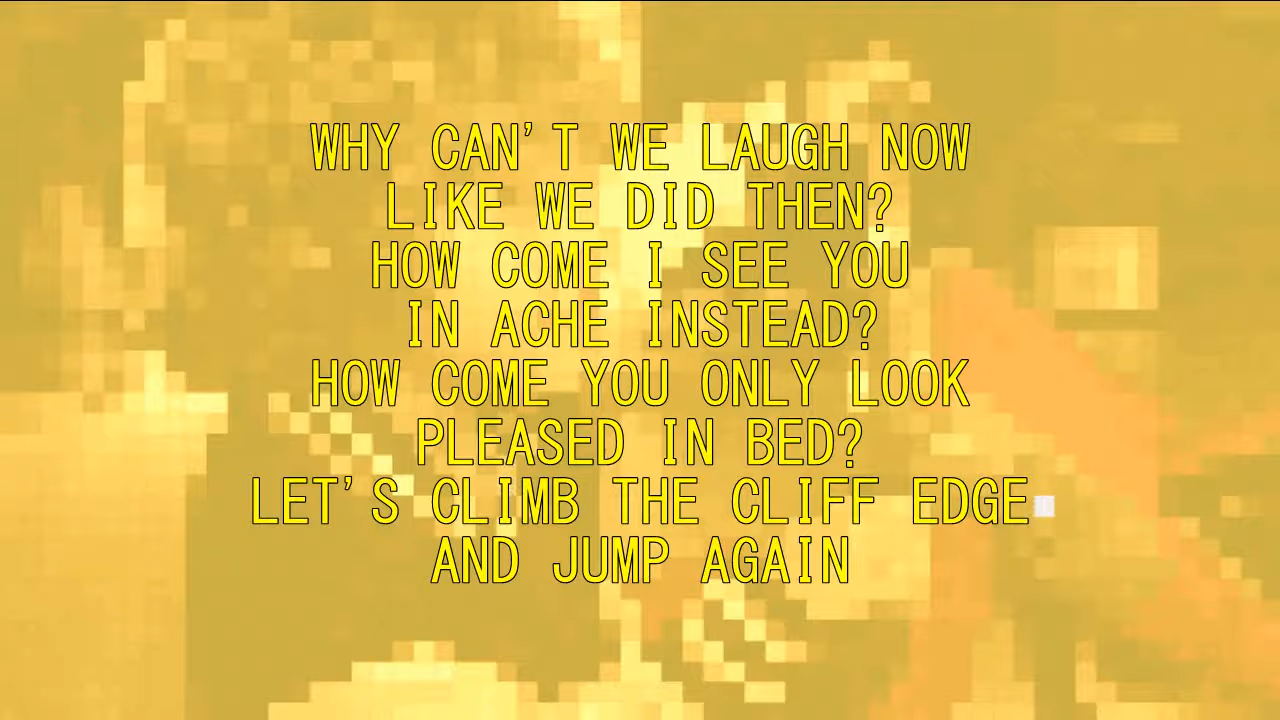 WHY CAN'T WE LAUGH NOW
LIKE WE DID THEN?
HOW COME I SEE YOU
IN ACHE INSTEAD?
HOW COME YOU ONLY LOOK
PLEASED IN BED?
LET'S CLIMB THE CLIFF EDGE
AND JUMP AGAIN